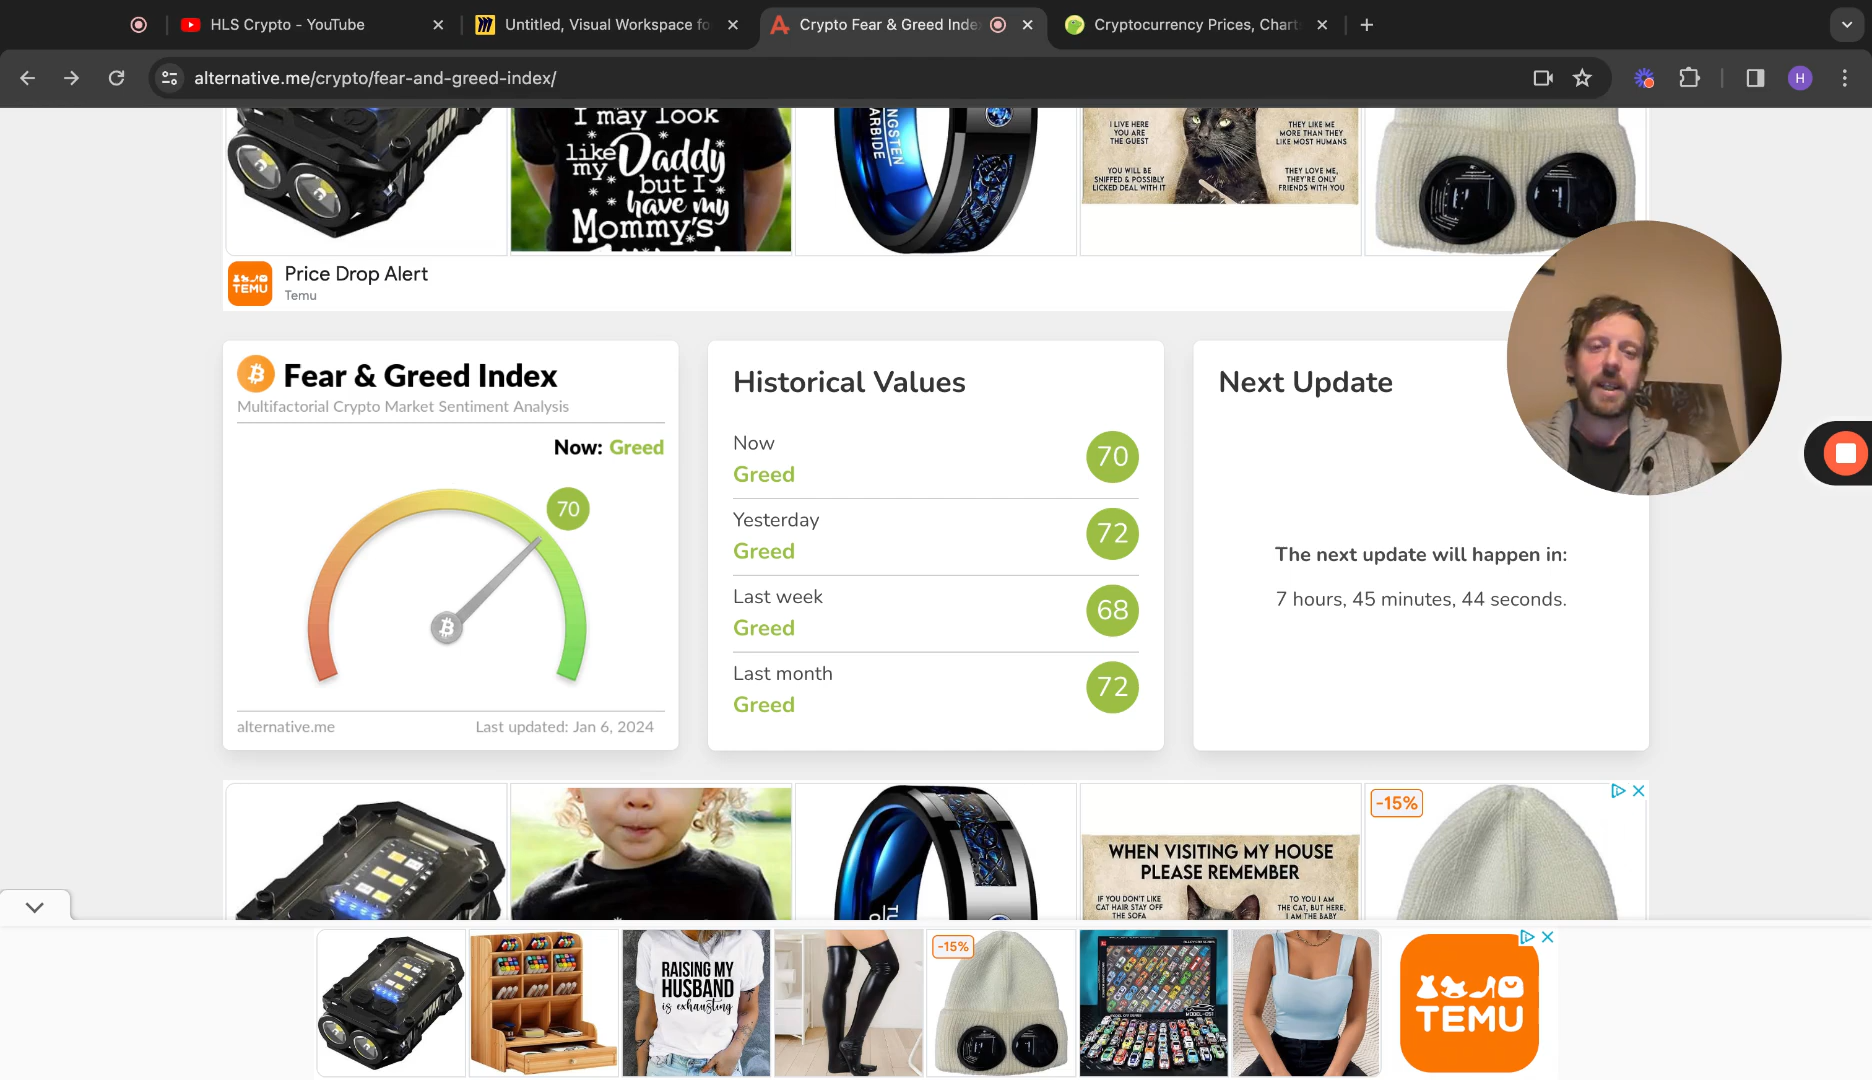 HLS Crypto - YouTube
Untitled, Visual Workspace fo
Crypto Fear & Greed Inde
Cryptocurrency Prices, Chart
alternative.me/crypto/fear-and-greed-index/
H
I may look
like Daddy
my
but I
have my
Mommy's
NGSTEN
ARBIDE
I LIVE HERE
YOU ARE
THE GUEST
THEY LIKE ME
MORE THAN THEY
LIKE MOST HUMANS
YOU WILL BE
SNIFFED & POSSIBLY
LICKED DEAL WITH IT
THEY LOVE ME,
THEY'RE ONLY
FRIENDS WITH YOU
TEMU
Price Drop Alert
Temu
Fear & Greed Index
Multifactorial Crypto Market Sentiment Analysis
Now: Greed
70
alternative.me
Last updated: Jan 6, 2024
Historical Values
Now
Greed
70
Yesterday
Greed
72
Last week
Greed
68
Last month
Greed
72
Next Update
The next update will happen in:
7 hours, 45 minutes, 44 seconds.
-15%
WHEN VISITING MY HOUSE
PLEASE REMEMBER
IF YOU DON'T LIKE
CAT HAIR STAY OFF
THE SOFA
TO YOU I AM
THE CAT, BUT HERE,
I AM THE BABY
RAISING MY
HUSBAND
is exhausting
-15%
TEMU